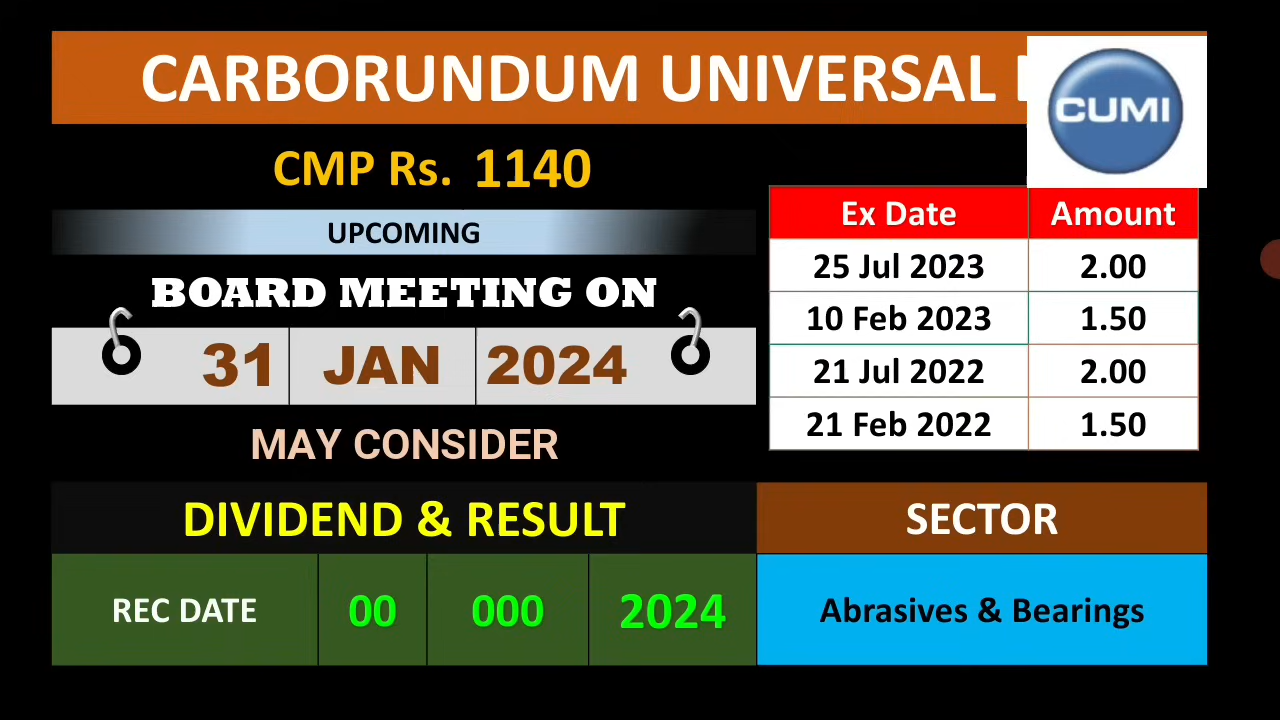 CARBORUNDUM UNIVERSAL
CUMI
CMP Rs. 1140
UPCOMING
BOARD MEETING ON
31 JAN 2024
MAY CONSIDER
DIVIDEND & RESULT
REC DATE 00 000 2024
Ex Date Amount
25 Jul 2023 2.00
10 Feb 2023 1.50
21 Jul 2022 2.00
21 Feb 2022 1.50
SECTOR
Abrasives & Bearings